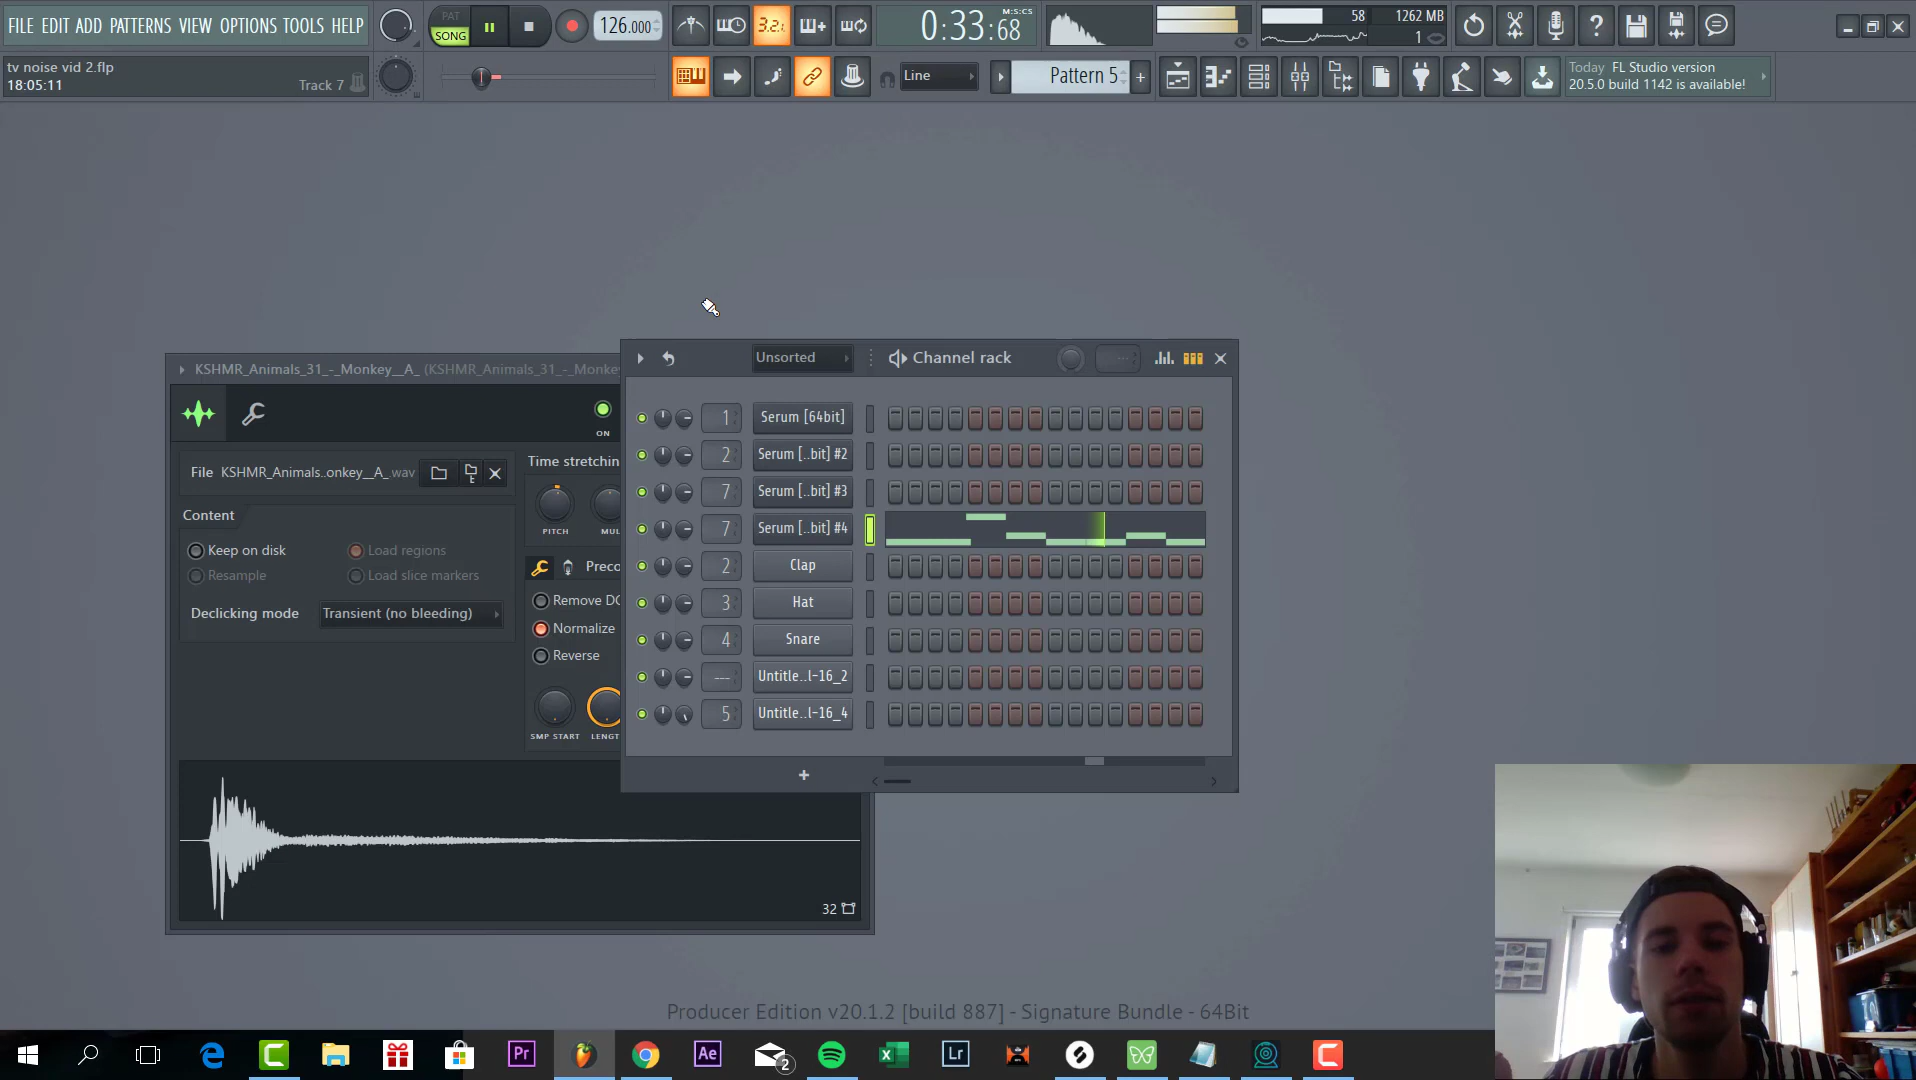 FILE EDIT ADD PATTERNS VIEW OPTIONS TOOLS HELP
PAT
SONG
126.000
3.2.
0:33:68
M:S:CS
58
1262 MB
1
tv noise vid 2.flp
18:05:11
Track 7
Line
Pattern 5
Today FL Studio version
20.5.0 build 1142 is available!
KSHMR_Animals_31_-_Monkey__A_ (KSHMR_Animals_31_-_Monke
ON
File KSHMR_Animals..onkey__A_.wav
Content
Keep on disk
Load regions
Resample
Load slice markers
Declicking mode
Transient (no bleeding)
Time stretchin
PITCH
MUL
Preco
Remove DC
Normalize
Reverse
SMP START
LENGT
32
Unsorted
Channel rack
1 Serum [64bit]
2 Serum [..bit] #2
7 Serum [..bit] #3
7 Serum [..bit] #4
2 Clap
3 Hat
4 Snare
--- Untitle..l-16_2
5 Untitle..l-16_4
+
Producer Edition v20.1.2 [build 887] - Signature Bundle - 64Bit
Pr
Ae
2
Lr